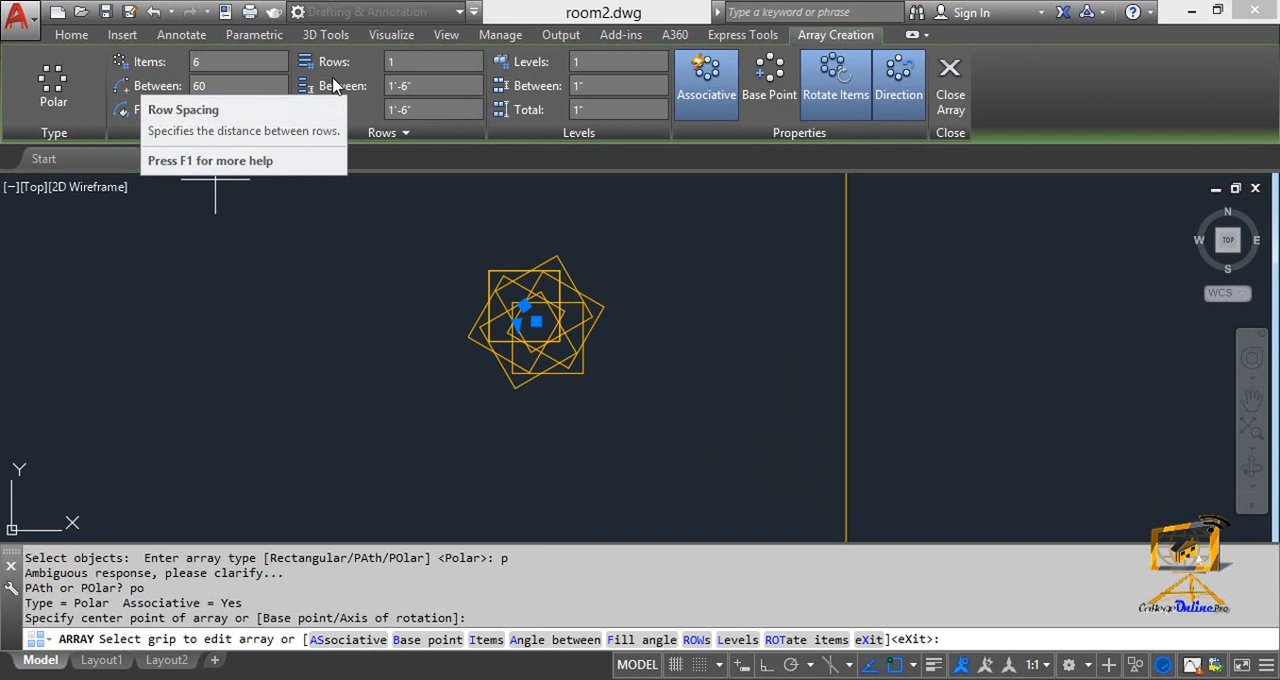 Drafting & Annotation
room2.dwg
Type a keyword or phrase
Sign In
Home
Insert
Annotate
Parametric
3D Tools
Visualize
View
Manage
Output
Add-ins
A360
Express Tools
Array Creation
Polar
Type
Items: 6
Between: 60
F
Rows: 1
Between: 1'-6"
1'-6"
Rows
Levels: 1
Between: 1"
Total: 1"
Levels
Associative
Base Point
Rotate Items
Direction
Properties
Close
Array
Close
Row Spacing
Specifies the distance between rows.
Press F1 for more help
Start
[−][Top][2D Wireframe]
N
W
TOP
E
S
WCS
Y
X
Select objects: Enter array type [Rectangular/PAth/POlar] <Polar>: p
Ambiguous response, please clarify...
PAth or POlar? po
Type = Polar Associative = Yes
Specify center point of array or [Base point/Axis of rotation]:
ARRAY Select grip to edit array or [ASsociative Base point Items Angle between Fill angle ROWs Levels ROTate items eXit]<eXit>:
College OnlinePro
Model
Layout1
Layout2
+
MODEL
1:1